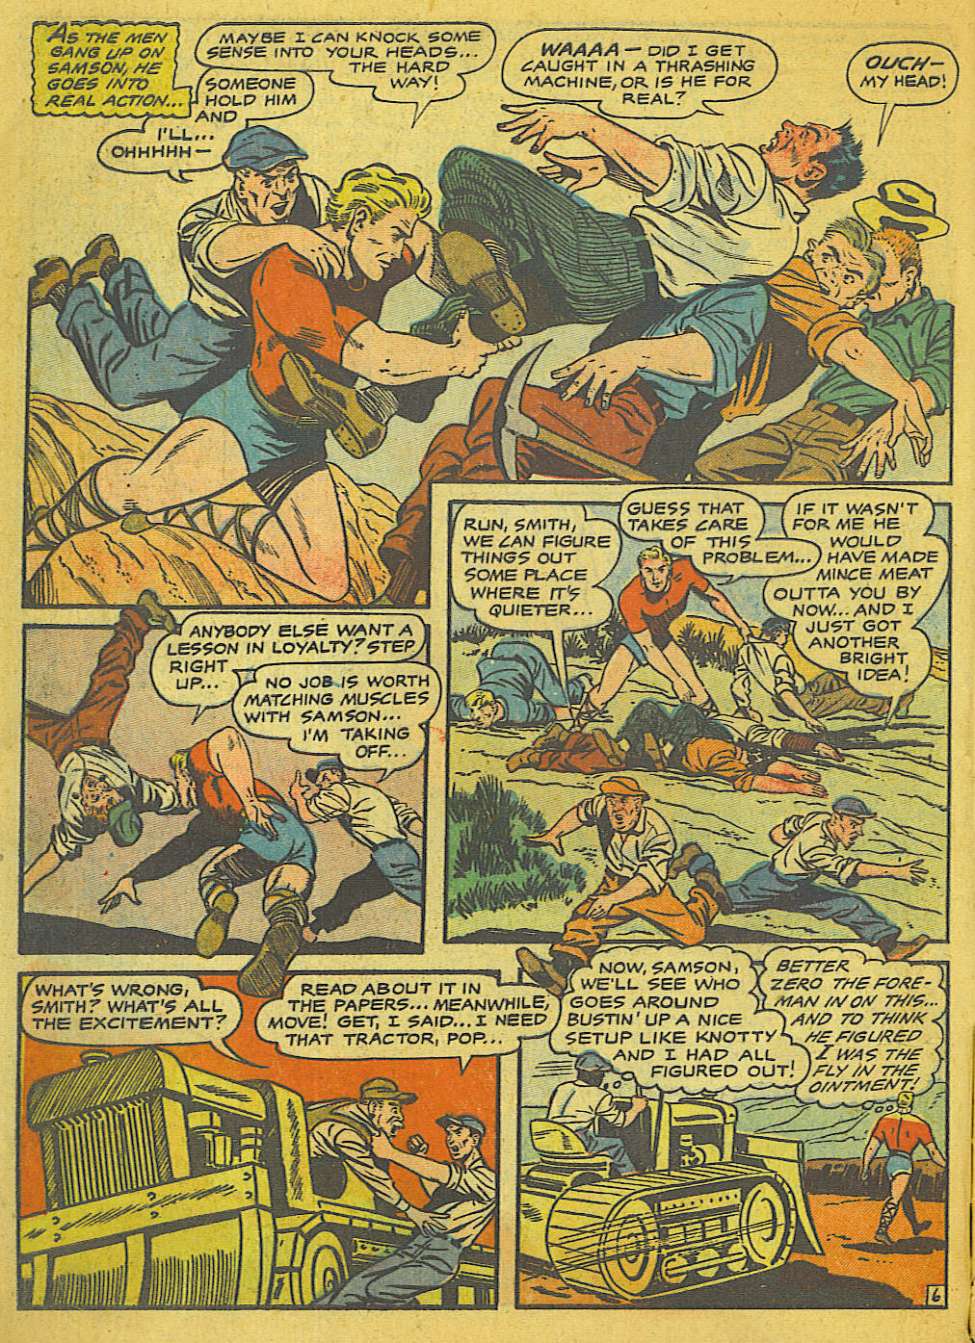 AS THE MEN
GANG UP ON
SAMSON, HE
GOES INTO
REAL ACTION...
MAYBE I CAN KNOCK SOME
SENSE INTO YOUR HEADS...
THE HARD
WAY!
SOMEONE
HOLD HIM
AND
I'LL...
OHHHHH—
WAAAA— DID I GET
CAUGHT IN A THRASHING
MACHINE, OR IS HE FOR
REAL?
OUCH—
MY HEAD!
ANYBODY ELSE WANT A
LESSON IN LOYALTY? STEP
RIGHT
UP...
NO JOB IS WORTH
MATCHING MUSCLES
WITH SAMSON...
I'M TAKING
OFF...
RUN, SMITH,
WE CAN FIGURE
THINGS OUT
SOME PLACE
WHERE IT'S
QUIETER...
GUESS THAT
TAKES CARE
OF THIS
PROBLEM...
IF IT WASN'T
FOR ME HE
WOULD
HAVE MADE
MINCE MEAT
OUTTA YOU BY
NOW... AND I
JUST GOT
ANOTHER
BRIGHT
IDEA!
WHAT'S WRONG,
SMITH? WHAT'S ALL
THE EXCITEMENT?
READ ABOUT IT IN
THE PAPERS... MEANWHILE,
MOVE! GET, I SAID... I NEED
THAT TRACTOR, POP...
NOW, SAMSON,
WE'LL SEE WHO
GOES AROUND
BUSTIN' UP A NICE
SETUP LIKE KNOTTY
AND I HAD ALL
FIGURED OUT!
BETTER
ZERO THE FORE-
MAN IN ON THIS...
AND TO THINK
HE FIGURED
I WAS THE
FLY IN THE
OINTMENT!
6